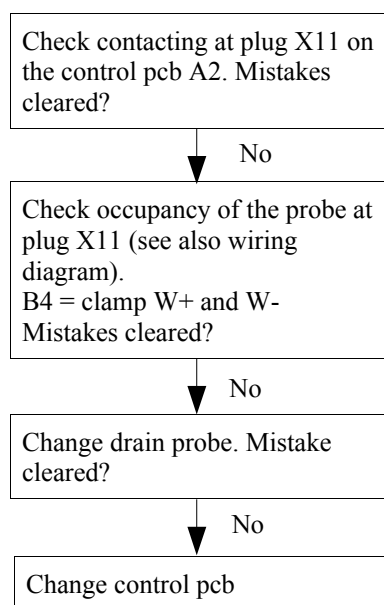 Check contacting at plug X11 on
the control pcb A2. Mistakes
cleared?
No
Check occupancy of the probe at
plug X11 (see also wiring
diagram).
B4 = clamp W+ and W-
Mistakes cleared?
No
Change drain probe. Mistake
cleared?
No
Change control pcb